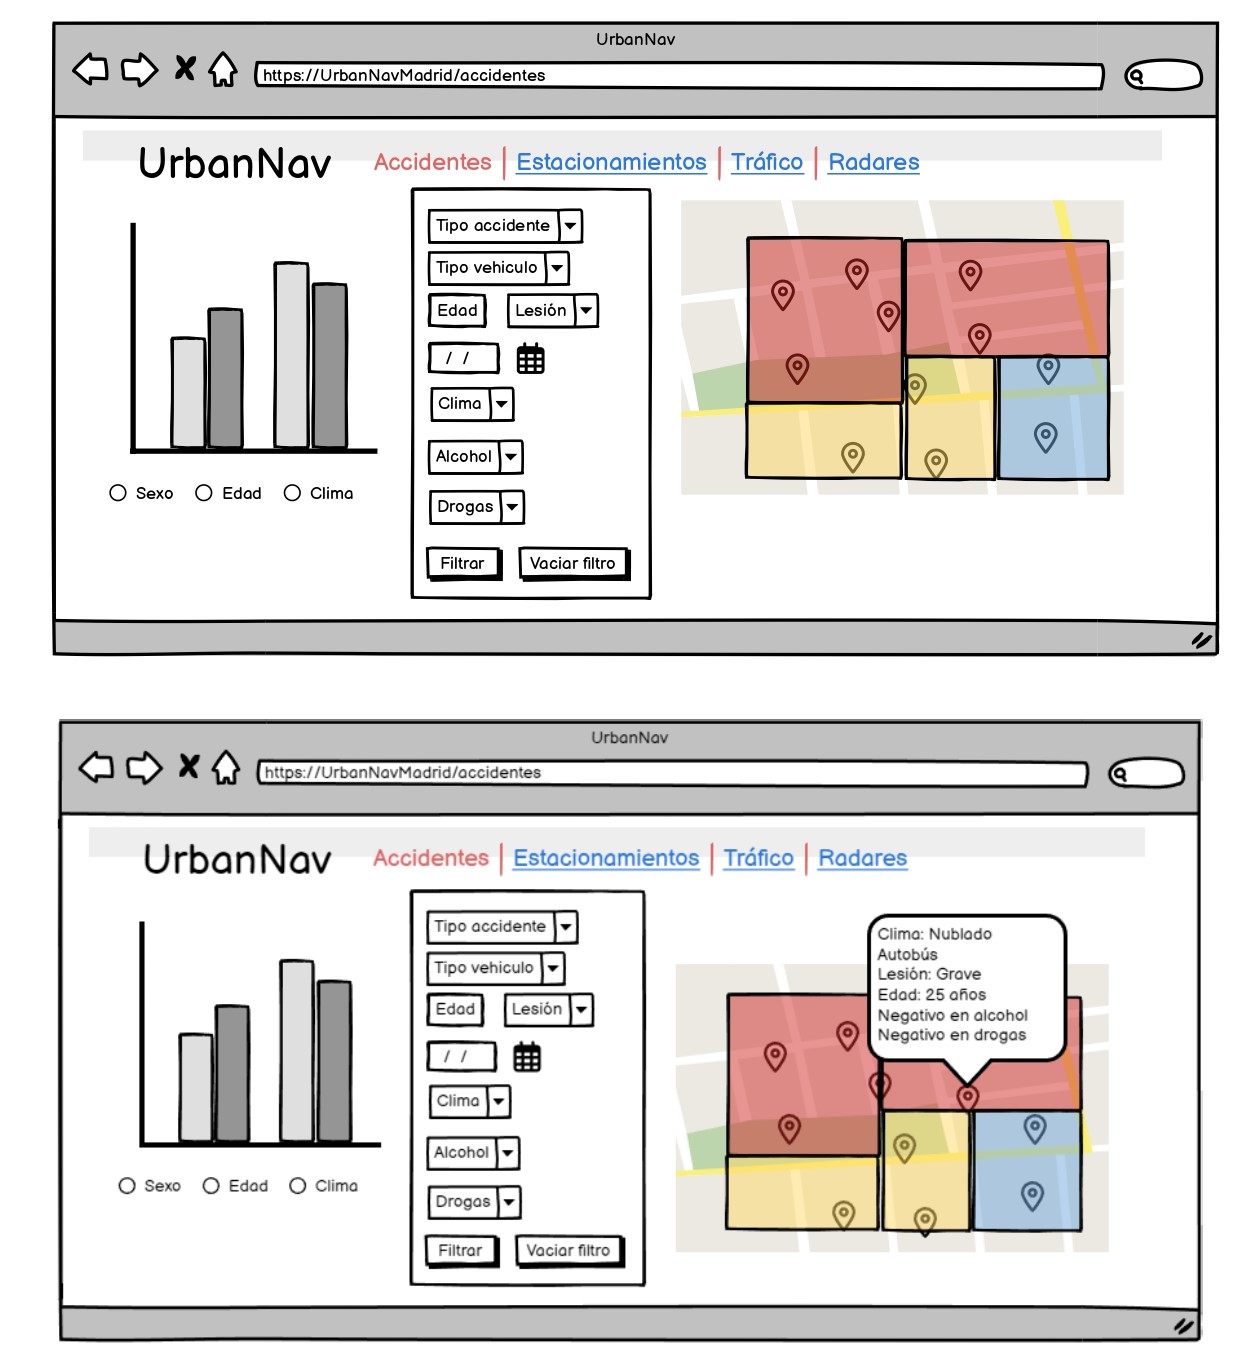 UrbanNav
https://UrbanNavMadrid/accidentes
UrbanNav
Accidentes Estacionamientos Tráfico Radares
Tipo accidente
Tipo vehiculo
Edad Lesión
/ /
Clima
Alcohol
Drogas
Filtrar Vaciar filtro
Sexo Edad Clima
UrbanNav
https://UrbanNavMadrid/accidentes
UrbanNav
Accidentes Estacionamientos Tráfico Radares
Tipo accidente
Tipo vehiculo
Edad Lesión
/ /
Clima
Alcohol
Drogas
Filtrar Vaciar filtro
Sexo Edad Clima
Clima: Nublado
Autobús
Lesión: Grave
Edad: 25 años
Negativo en alcohol
Negativo en drogas